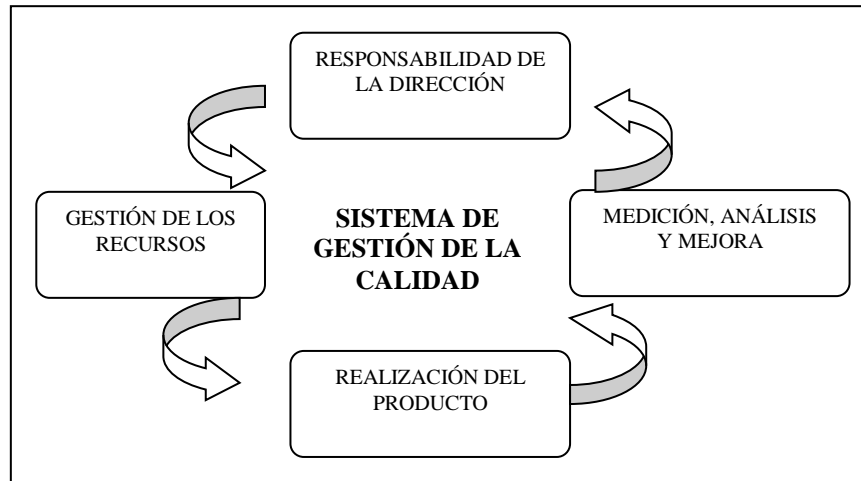 RESPONSABILIDAD DE
LA DIRECCIÓN
GESTIÓN DE LOS
RECURSOS
SISTEMA DE
GESTIÓN DE LA
CALIDAD
MEDICIÓN, ANÁLISIS
Y MEJORA
REALIZACIÓN DEL
PRODUCTO